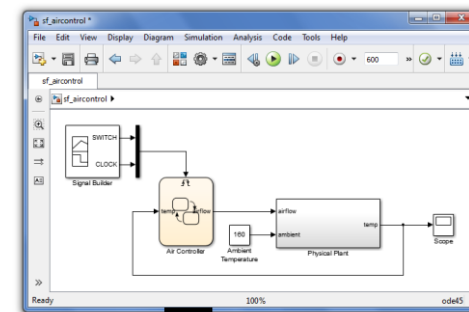 sf_aircontrol *
File Edit View Display Diagram Simulation Analysis Code Tools Help
600
»
sf_aircontrol
sf_aircontrol
SWITCH
CLOCK
Signal Builder
temp
airflow
Air Controller
160
Ambient
Temperature
airflow
ambient
temp
Physical Plant
Scope
»
Ready 100% ode45